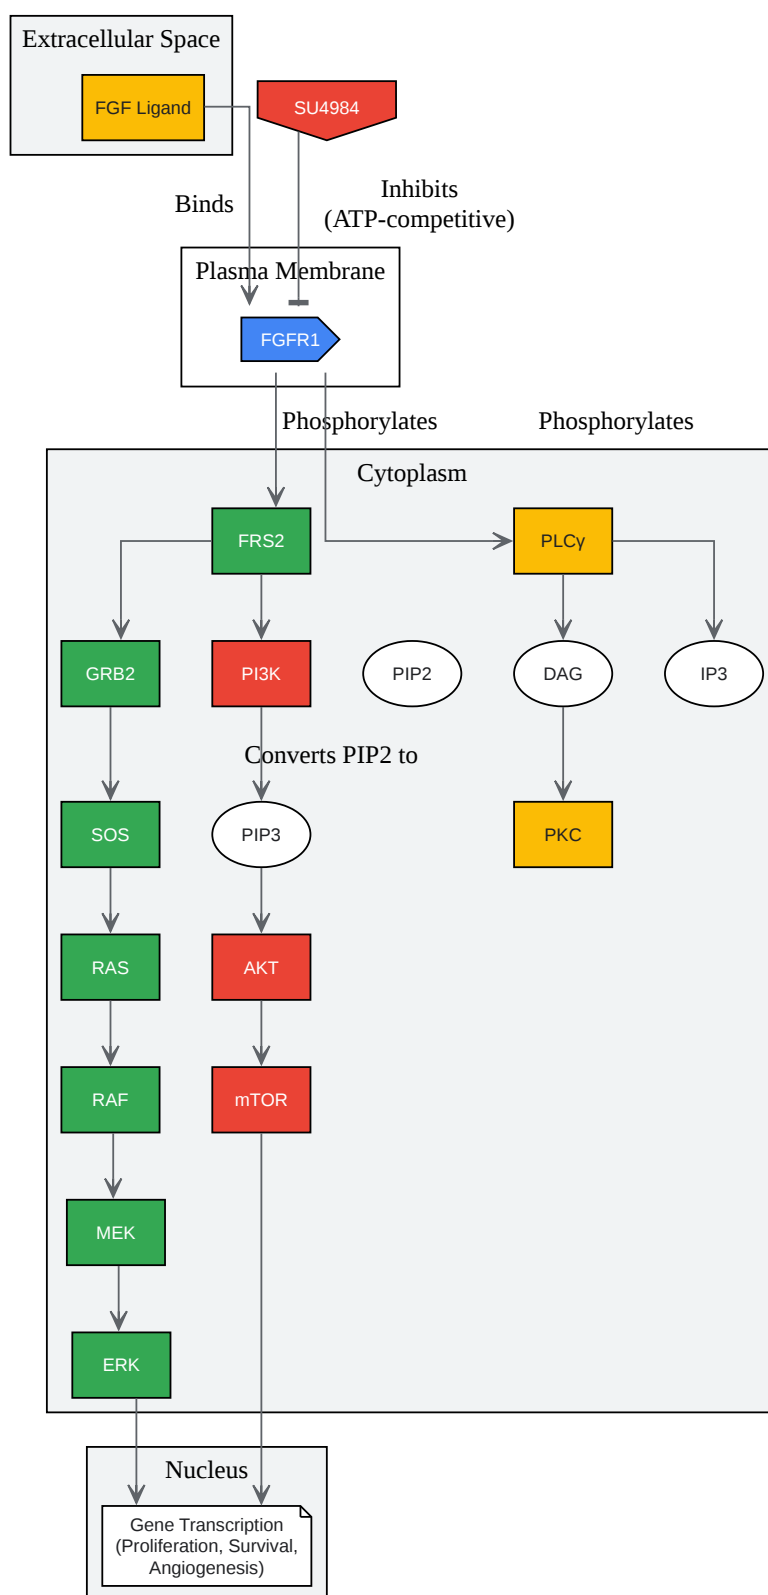 Extracellular Space
FGF Ligand
SU4984
Binds
Inhibits
(ATP-competitive)
Plasma Membrane
FGFR1
Phosphorylates
Phosphorylates
Cytoplasm
FRS2
PLCγ
GRB2
PI3K
PIP2
DAG
IP3
Converts PIP2 to
SOS
PIP3
PKC
RAS
AKT
RAF
mTOR
MEK
ERK
Nucleus
Gene Transcription
(Proliferation, Survival,
Angiogenesis)